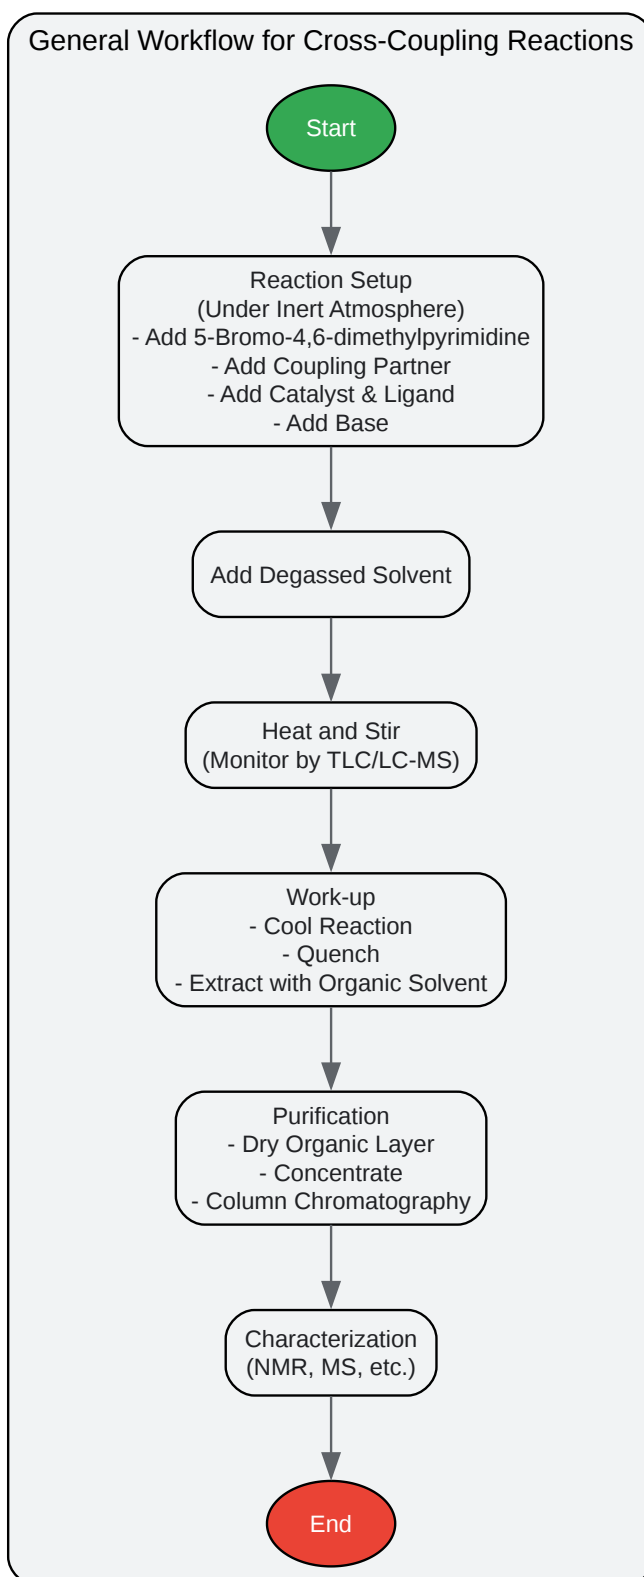 General Workflow for Cross-Coupling Reactions
Start
Reaction Setup
(Under Inert Atmosphere)
- Add 5-Bromo-4,6-dimethylpyrimidine
- Add Coupling Partner
- Add Catalyst & Ligand
- Add Base
Add Degassed Solvent
Heat and Stir
(Monitor by TLC/LC-MS)
Work-up
- Cool Reaction
- Quench
- Extract with Organic Solvent
Purification
- Dry Organic Layer
- Concentrate
- Column Chromatography
Characterization
(NMR, MS, etc.)
End